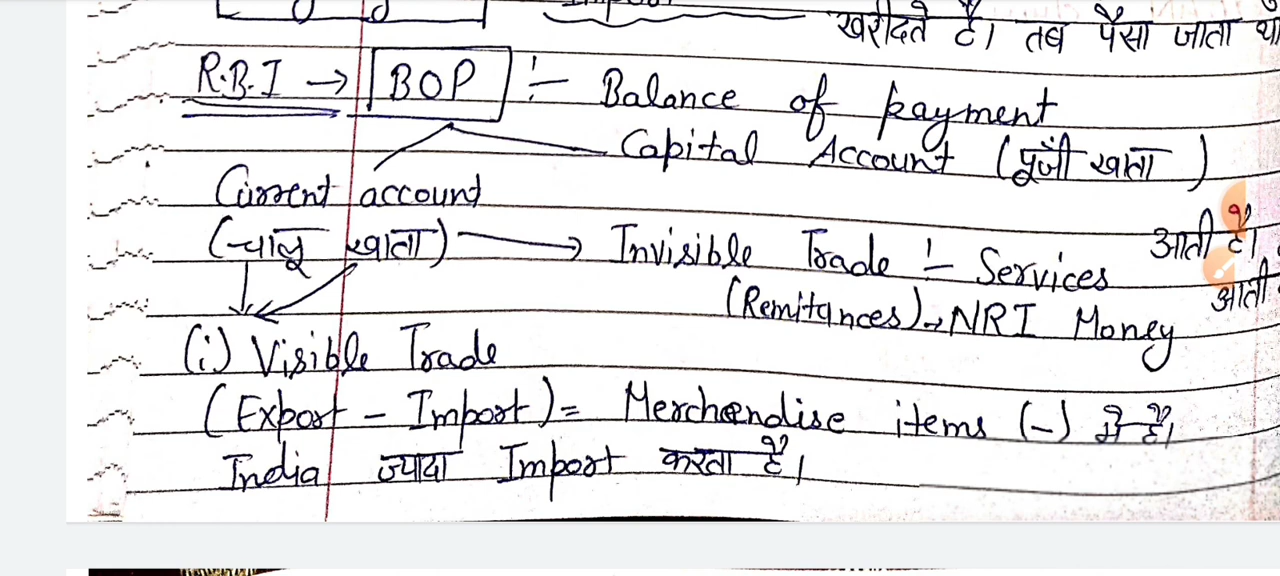 खरीदते है। तब पैसा जाता
R.B.I → BOP :- Balance of payment
Capital Account (पूंजी खाता)
Current account
(चालू खाता) → Invisible Trade :- Services आती है।
(Remitances) → NRI Money आती
(i) Visible Trade
(Export - Import) = Merchandise items (-) में है।
India ज्यादा Import करता है।